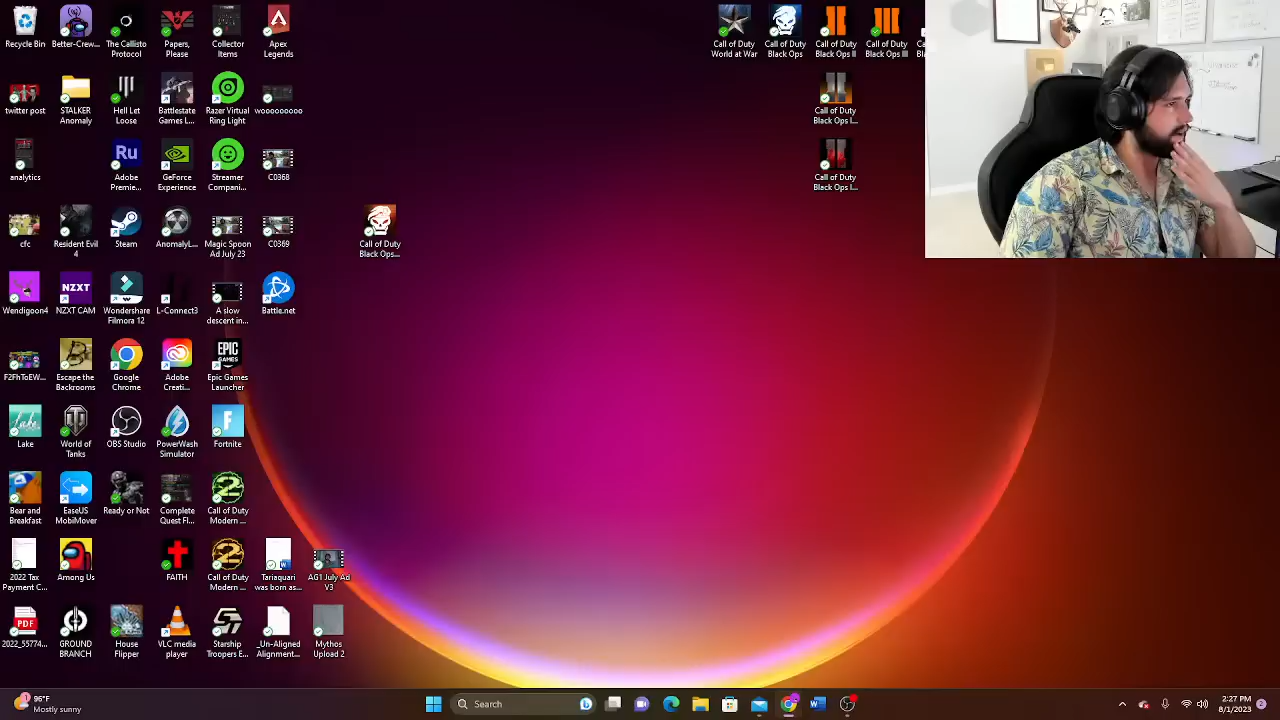 Recycle Bin
Better-Crew...
The Callisto
Protocol
Papers,
Please
Collector
Items
Apex
Legends
Call of Duty
World at War
Call of Duty
Black Ops
Call of Duty
Black Ops II
Call of Duty
Black Ops III
twitter post
STALKER
Anomaly
Hell Let
Loose
Battlestate
Games L...
Razer Virtual
Ring Light
wooooooooo
Call of Duty
Black Ops I...
analytics
Ru
Adobe
Premie...
GeForce
Experience
Streamer
Compani...
C0368
Call of Duty
Black Ops I...
cfc
Resident Evil
4
Steam
AnomalyL...
Magic Spoon
Ad July 23
C0369
Call of Duty
Black Ops...
Wendigoon4
NZXT
NZXT CAM
Wondershare
Filmora 12
L-Connect3
A slow
descent in...
Battle.net
F2FhToEW...
Escape the
Backrooms
Google
Chrome
Adobe
Creati...
EPIC
GAMES
Epic Games
Launcher
Lake
World of
Tanks
OBS Studio
PowerWash
Simulator
Fortnite
Bear and
Breakfast
EaseUS
MobiMover
Ready or Not
Complete
Quest Fl...
Call of Duty
Modern ...
2022 Tax
Payment C...
Among Us
FAITH
Call of Duty
Modern ...
Tariaquari
was born as...
AG1 July Ad
V3
PDF
2022_55774...
GROUND
BRANCH
House
Flipper
VLC media
player
Starship
Troopers E...
_Un-Aligned
Alignment...
Mythos
Upload 2
96°F
Mostly sunny
Search
2:27 PM
8/1/2023